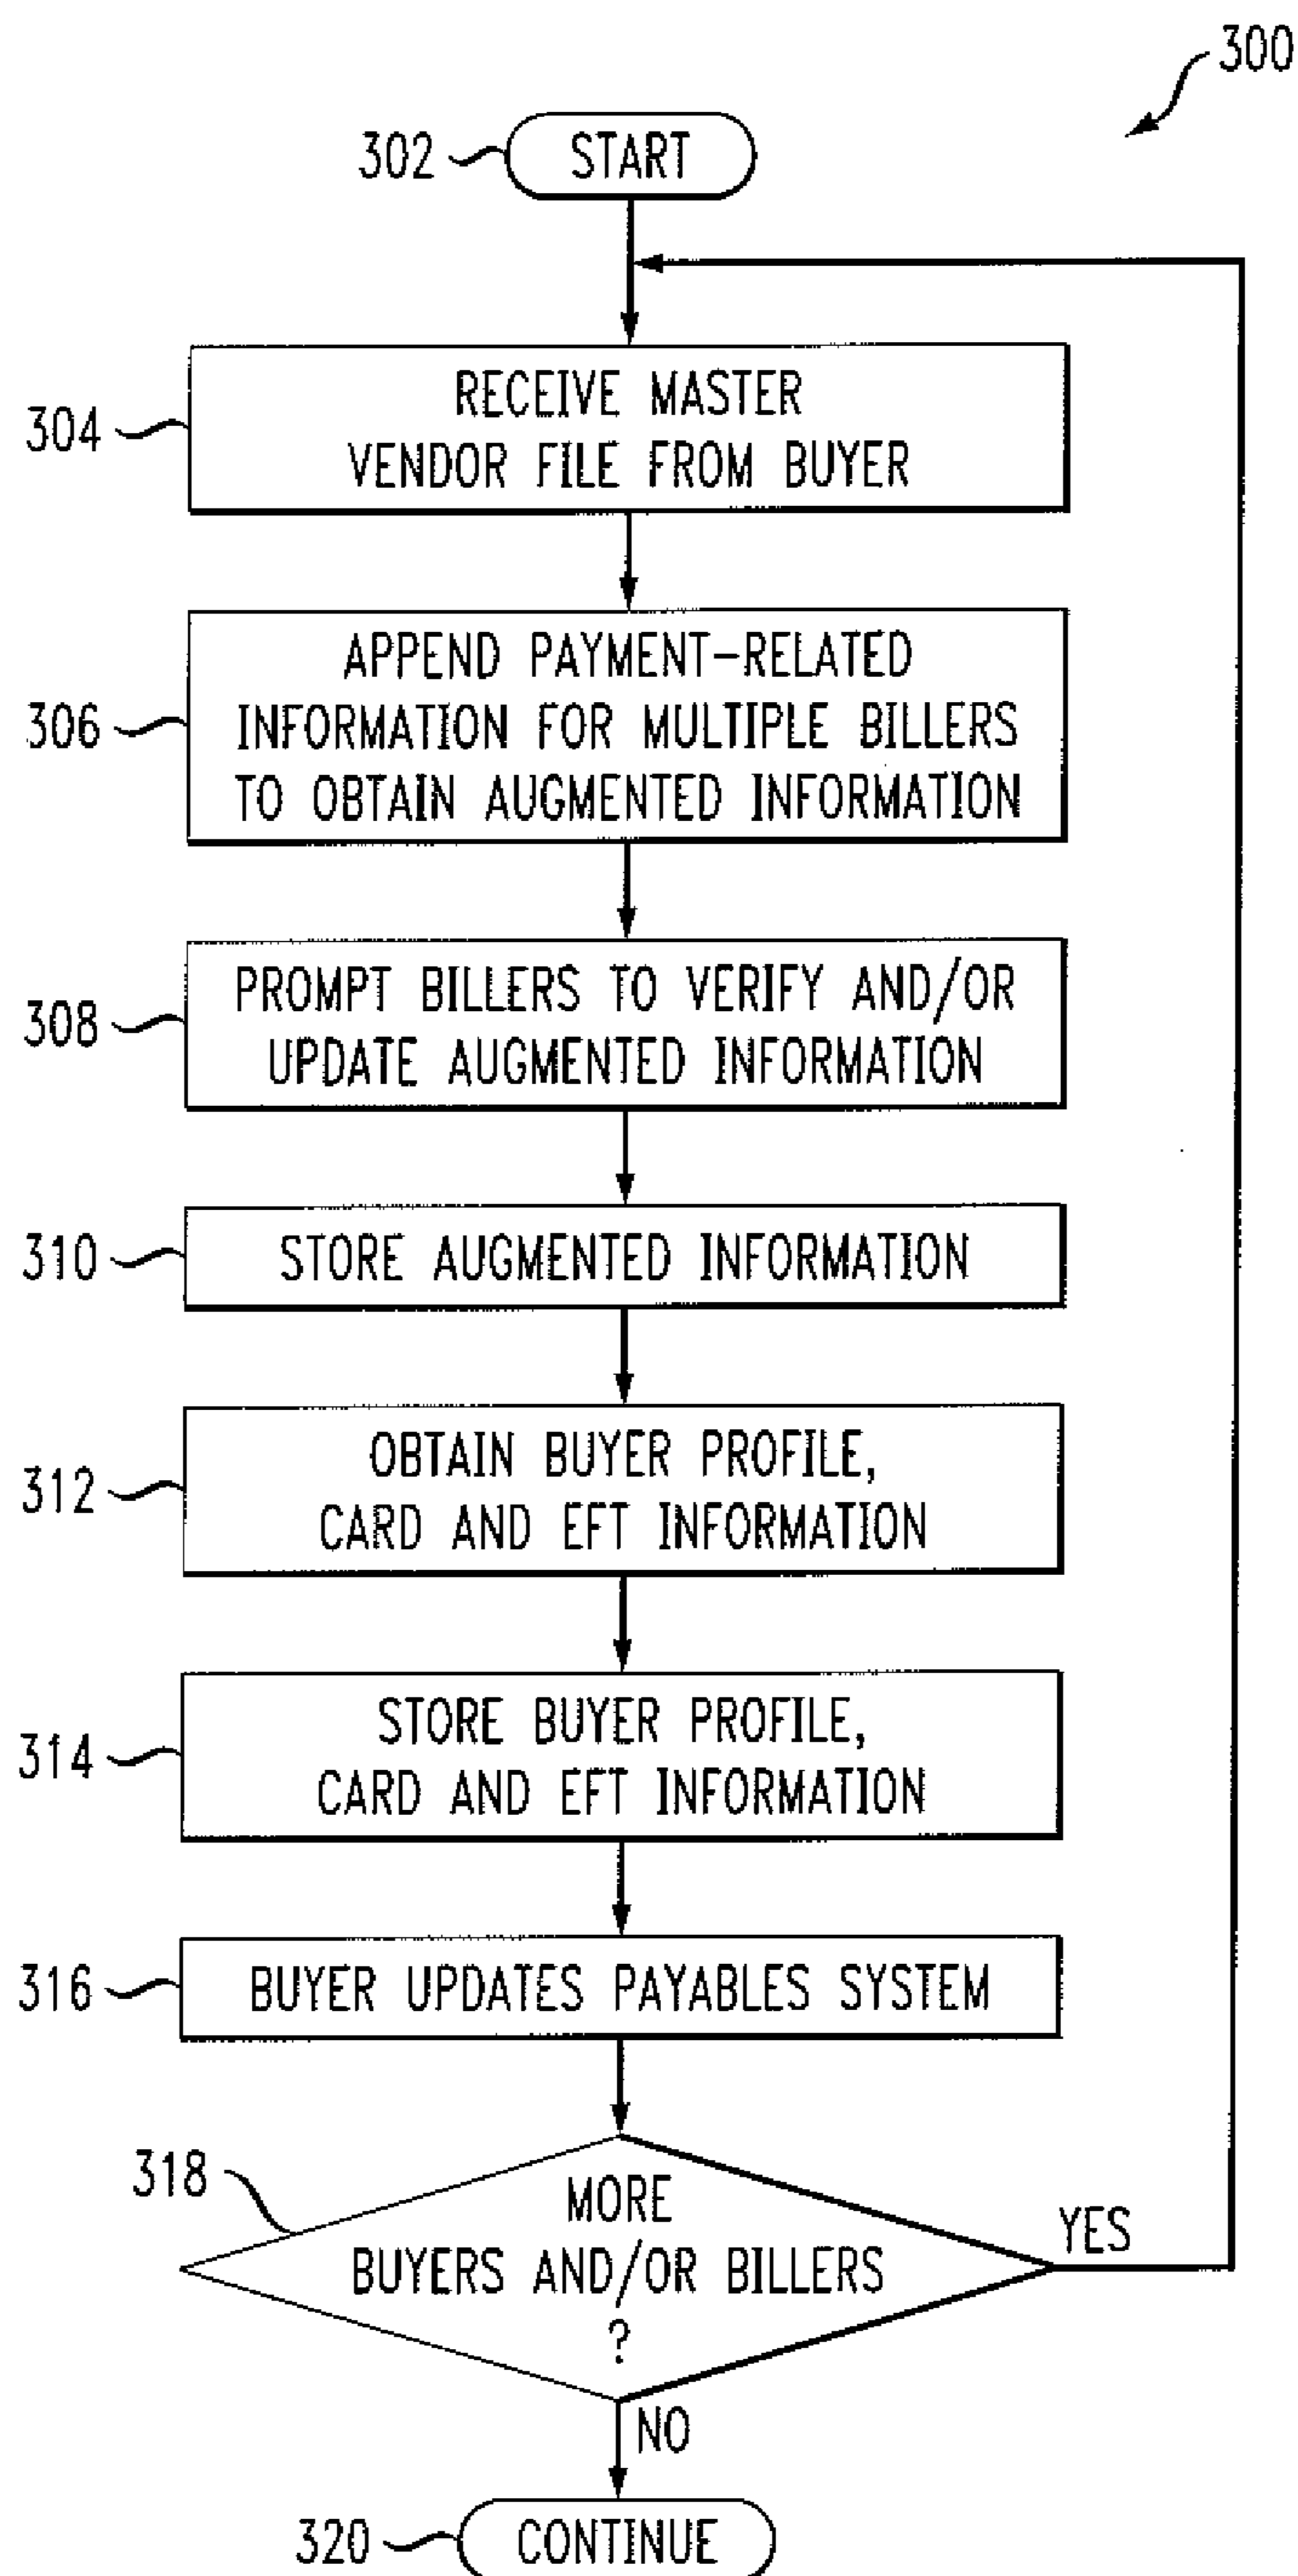 300
302
START
304
RECEIVE MASTER
VENDOR FILE FROM BUYER
306
APPEND PAYMENT-RELATED
INFORMATION FOR MULTIPLE BILLERS
TO OBTAIN AUGMENTED INFORMATION
308
PROMPT BILLERS TO VERIFY AND/OR
UPDATE AUGMENTED INFORMATION
310
STORE AUGMENTED INFORMATION
312
OBTAIN BUYER PROFILE,
CARD AND EFT INFORMATION
314
STORE BUYER PROFILE,
CARD AND EFT INFORMATION
316
BUYER UPDATES PAYABLES SYSTEM
318
MORE
BUYERS AND/OR BILLERS
?
YES
NO
320
CONTINUE